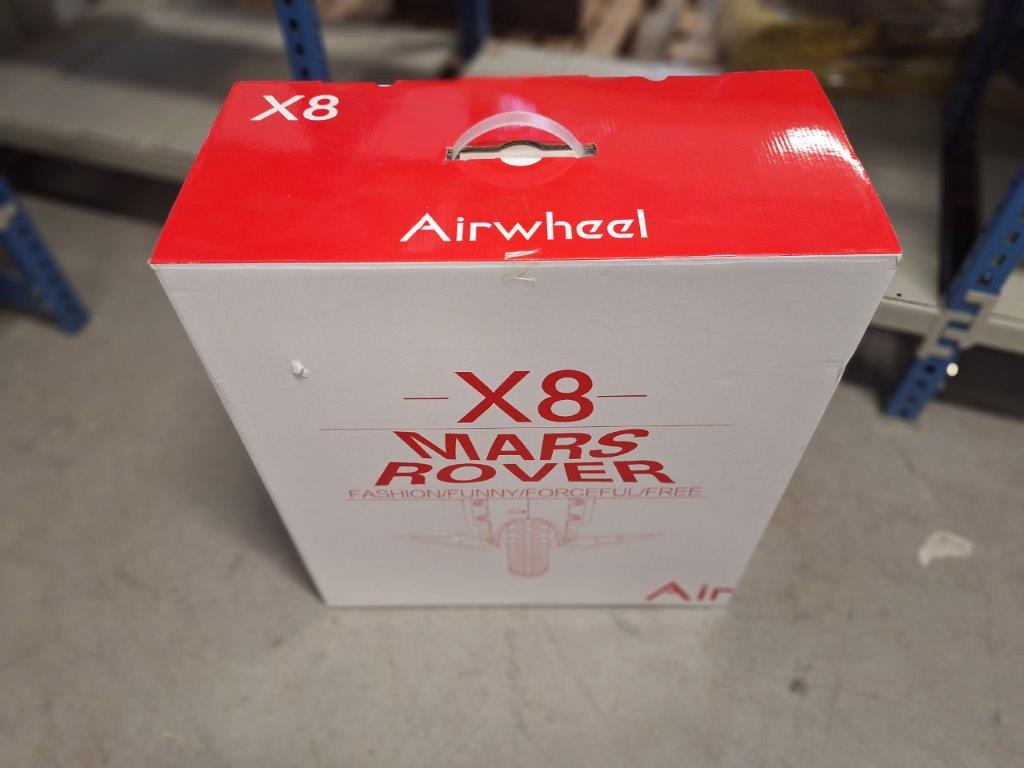 X8
Airwheel
X8
MARS
ROVER
FASHION/FUNNY/FORCEFUL/FREE
Air